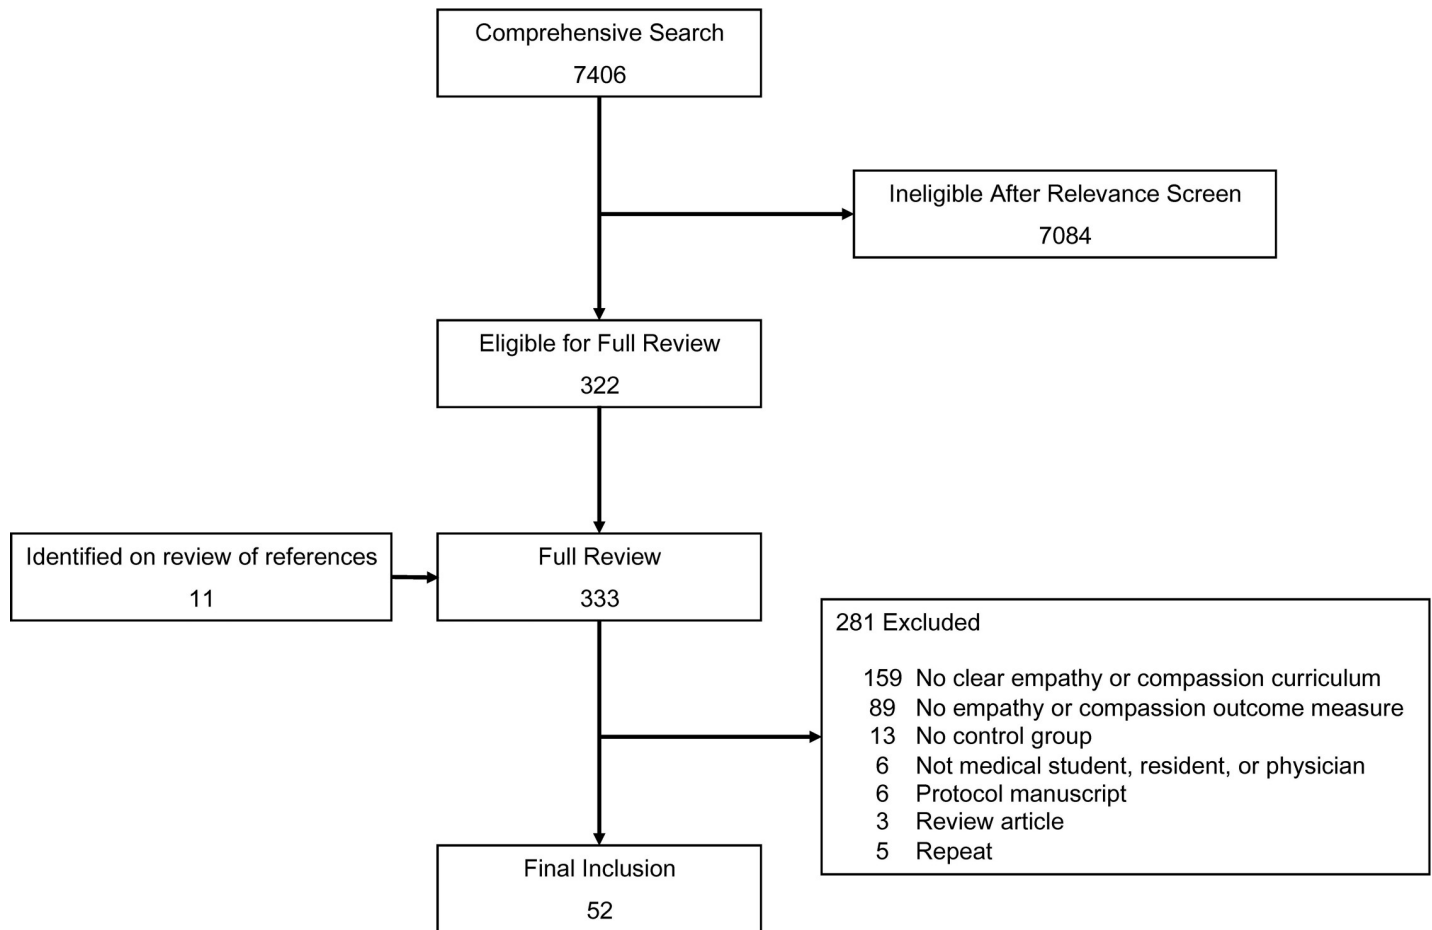 Comprehensive Search
7406
Ineligible After Relevance Screen
7084
Eligible for Full Review
322
Identified on review of references
11
Full Review
333
281 Excluded
159 No clear empathy or compassion curriculum
89 No empathy or compassion outcome measure
13 No control group
6 Not medical student, resident, or physician
6 Protocol manuscript
3 Review article
5 Repeat
Final Inclusion
52